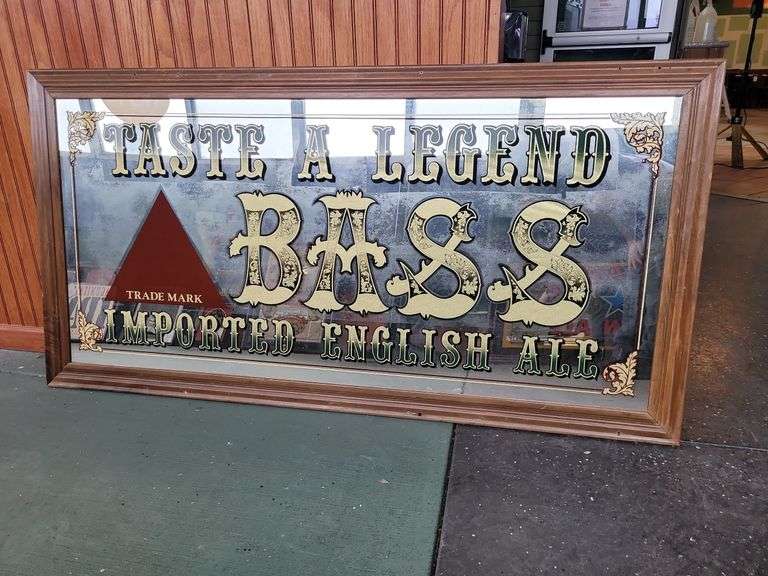 TASTE A LEGEND
BASS
TRADE MARK
IMPORTED ENGLISH ALE